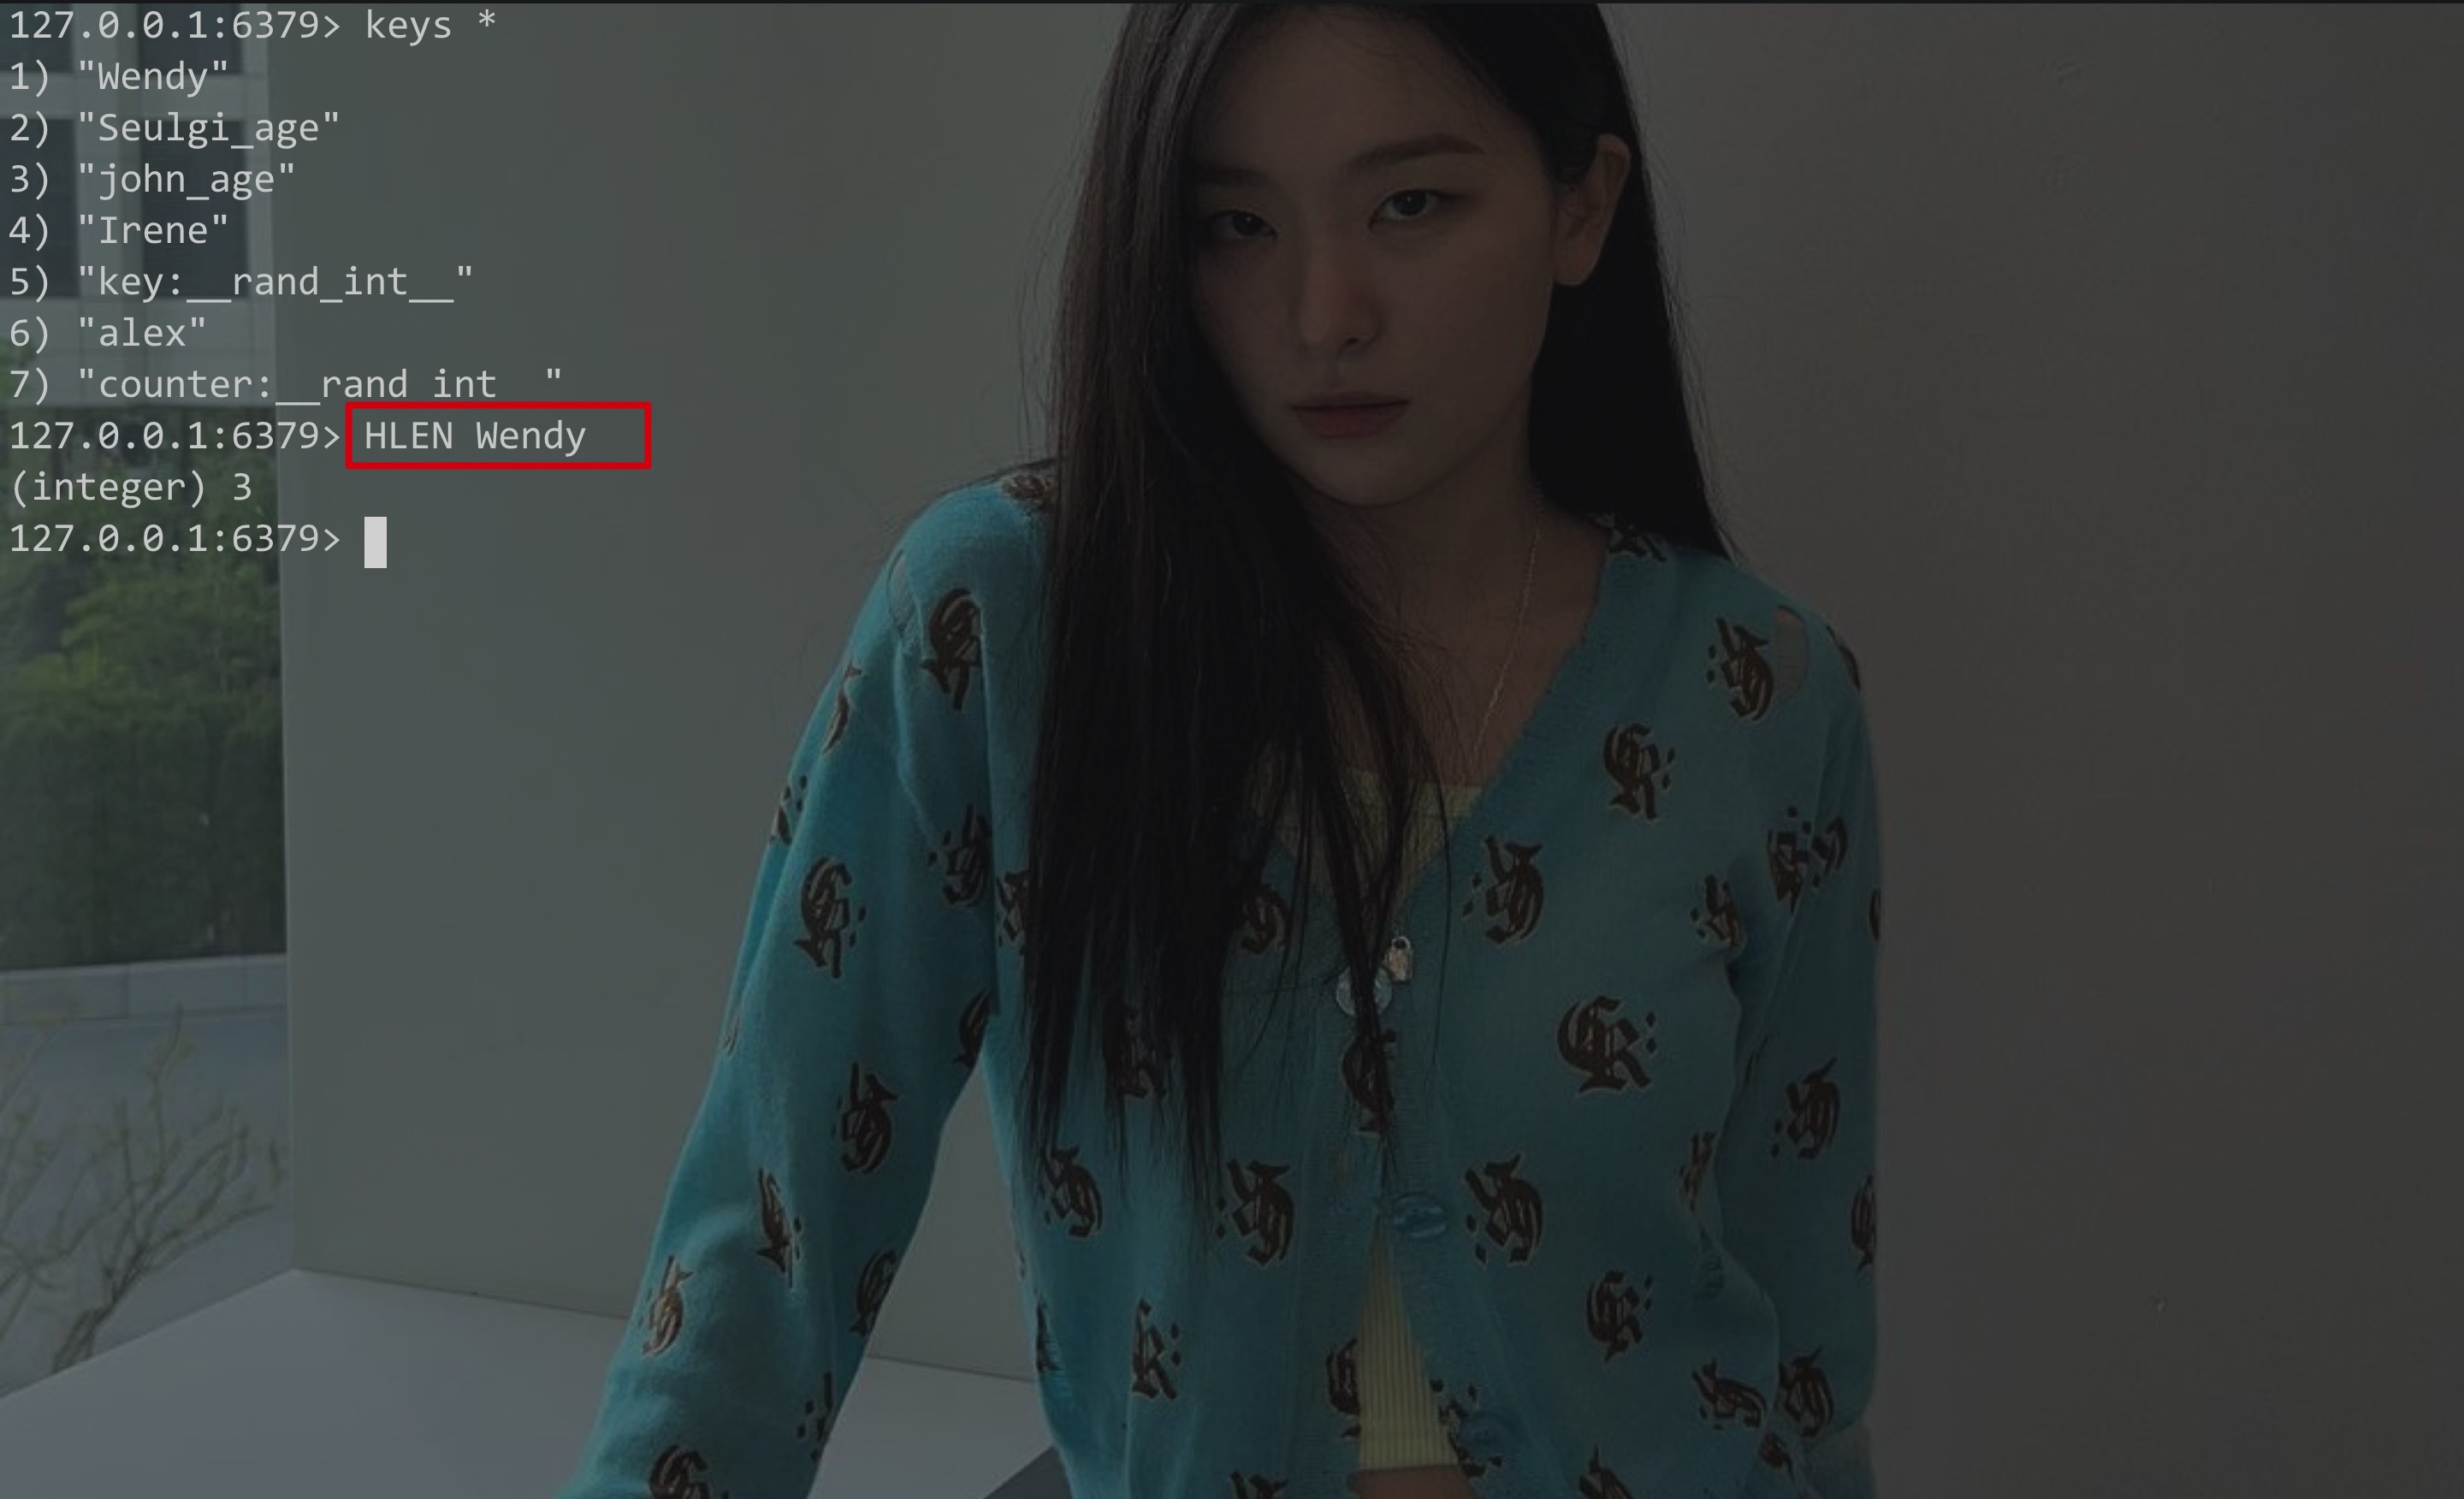 127.0.0.1:6379> keys *
1) "Wendy"
2) "Seulgi_age"
3) "john_age"
4) "Irene"
5) "key:__rand_int__"
6) "alex"
7) "counter:__rand_int__"
127.0.0.1:6379> HLEN Wendy
(integer) 3
127.0.0.1:6379>